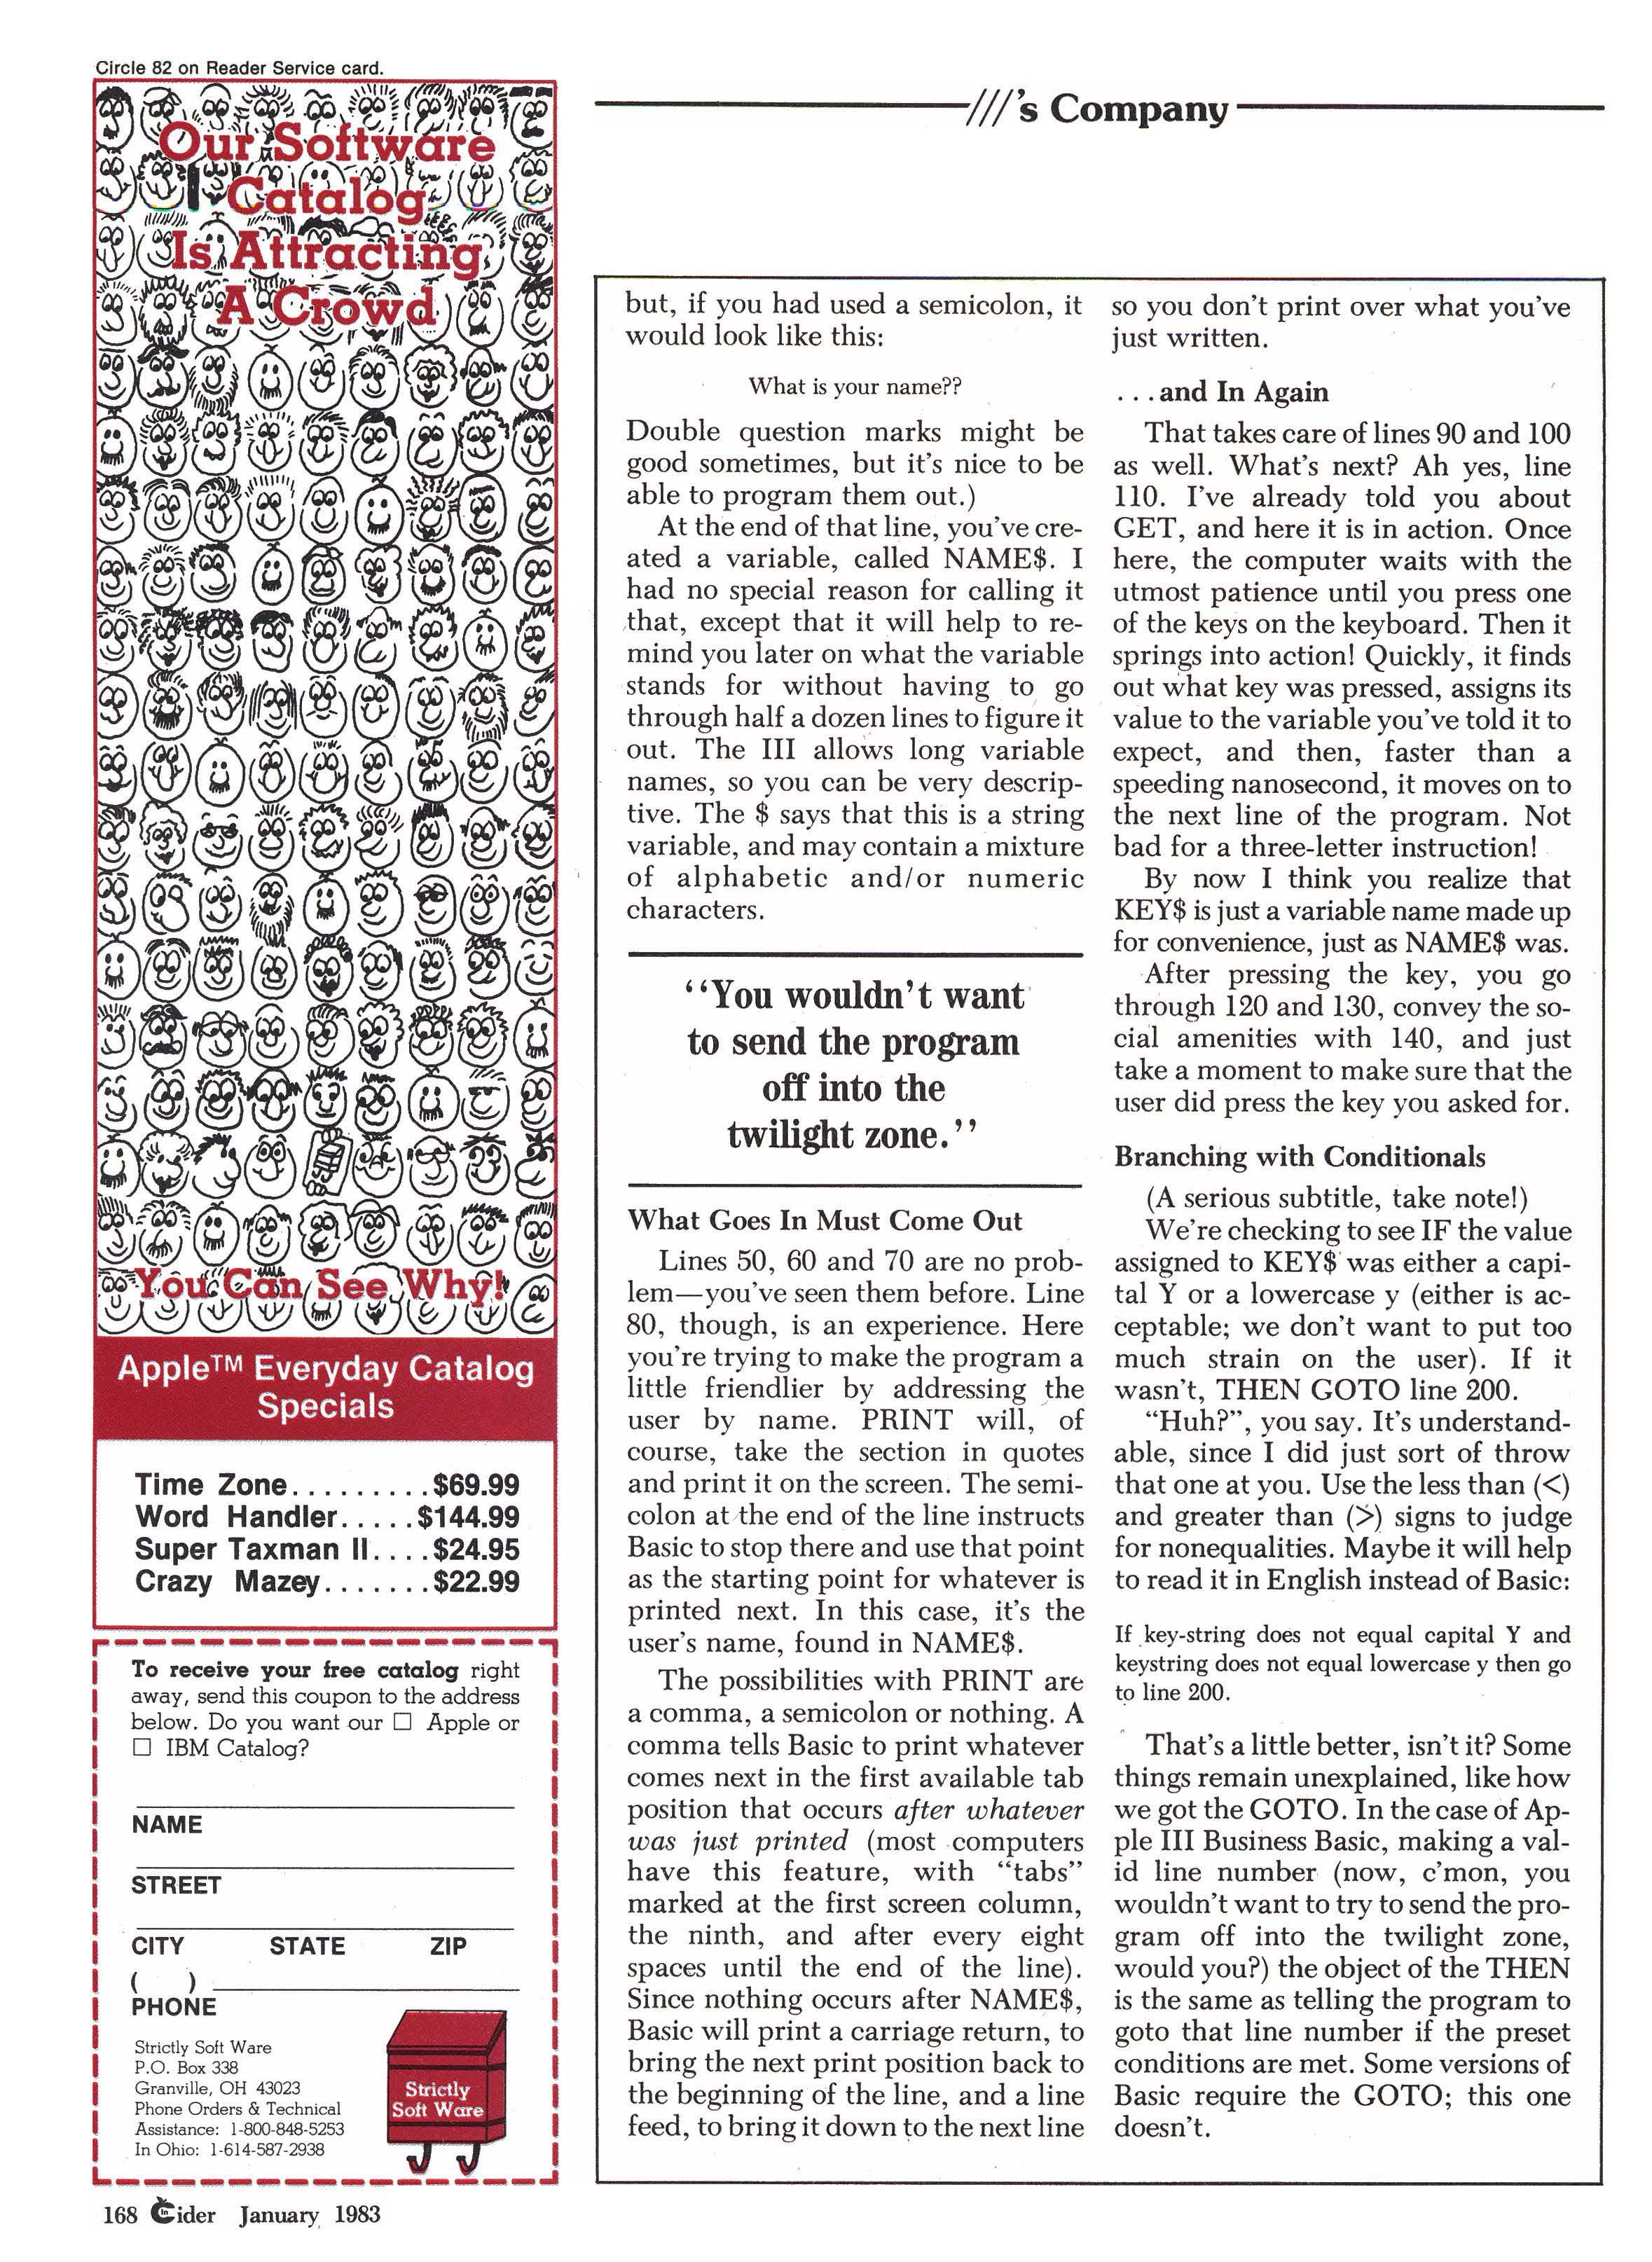 Circle 82 on Reader Service card.
Our Software
Catalog
Is Attracting
A Crowd
You Can See Why!
Apple™ Everyday Catalog
Specials
Time Zone.........$69.99
Word Handler.....$144.99
Super Taxman II....$24.95
Crazy Mazey.......$22.99
To receive your free catalog right
away, send this coupon to the address
below. Do you want our □ Apple or
□ IBM Catalog?
NAME
STREET
CITY STATE ZIP
( )
PHONE
Strictly Soft Ware
P.O. Box 338
Granville, OH 43023
Phone Orders & Technical
Assistance: 1-800-848-5253
In Ohio: 1-614-587-2938
Strictly
Soft Ware
///'s Company
but, if you had used a semicolon, it
would look like this:
What is your name??
Double question marks might be
good sometimes, but it's nice to be
able to program them out.)
At the end of that line, you've cre-
ated a variable, called NAME$. I
had no special reason for calling it
that, except that it will help to re-
mind you later on what the variable
stands for without having to go
through half a dozen lines to figure it
out. The III allows long variable
names, so you can be very descrip-
tive. The $ says that this is a string
variable, and may contain a mixture
of alphabetic and/or numeric
characters.
"You wouldn't want
to send the program
off into the
twilight zone."
What Goes In Must Come Out
Lines 50, 60 and 70 are no prob-
lem—you've seen them before. Line
80, though, is an experience. Here
you're trying to make the program a
little friendlier by addressing the
user by name. PRINT will, of
course, take the section in quotes
and print it on the screen. The semi-
colon at the end of the line instructs
Basic to stop there and use that point
as the starting point for whatever is
printed next. In this case, it's the
user's name, found in NAME$.
The possibilities with PRINT are
a comma, a semicolon or nothing. A
comma tells Basic to print whatever
comes next in the first available tab
position that occurs after whatever
was just printed (most computers
have this feature, with "tabs"
marked at the first screen column,
the ninth, and after every eight
spaces until the end of the line).
Since nothing occurs after NAME$,
Basic will print a carriage return, to
bring the next print position back to
the beginning of the line, and a line
feed, to bring it down to the next line
so you don't print over what you've
just written.
...and In Again
That takes care of lines 90 and 100
as well. What's next? Ah yes, line
110. I've already told you about
GET, and here it is in action. Once
here, the computer waits with the
utmost patience until you press one
of the keys on the keyboard. Then it
springs into action! Quickly, it finds
out what key was pressed, assigns its
value to the variable you've told it to
expect, and then, faster than a
speeding nanosecond, it moves on to
the next line of the program. Not
bad for a three-letter instruction!
By now I think you realize that
KEY$ is just a variable name made up
for convenience, just as NAME$ was.
After pressing the key, you go
through 120 and 130, convey the so-
cial amenities with 140, and just
take a moment to make sure that the
user did press the key you asked for.
Branching with Conditionals
(A serious subtitle, take note!)
We're checking to see IF the value
assigned to KEY$ was either a capi-
tal Y or a lowercase y (either is ac-
ceptable; we don't want to put too
much strain on the user). If it
wasn't, THEN GOTO line 200.
"Huh?", you say. It's understand-
able, since I did just sort of throw
that one at you. Use the less than (<)
and greater than (>) signs to judge
for nonequalities. Maybe it will help
to read it in English instead of Basic:
If key-string does not equal capital Y and
keystring does not equal lowercase y then go
to line 200.
That's a little better, isn't it? Some
things remain unexplained, like how
we got the GOTO. In the case of Ap-
ple III Business Basic, making a val-
id line number (now, c'mon, you
wouldn't want to try to send the pro-
gram off into the twilight zone,
would you?) the object of the THEN
is the same as telling the program to
goto that line number if the preset
conditions are met. Some versions of
Basic require the GOTO; this one
doesn't.
168 inCider January 1983